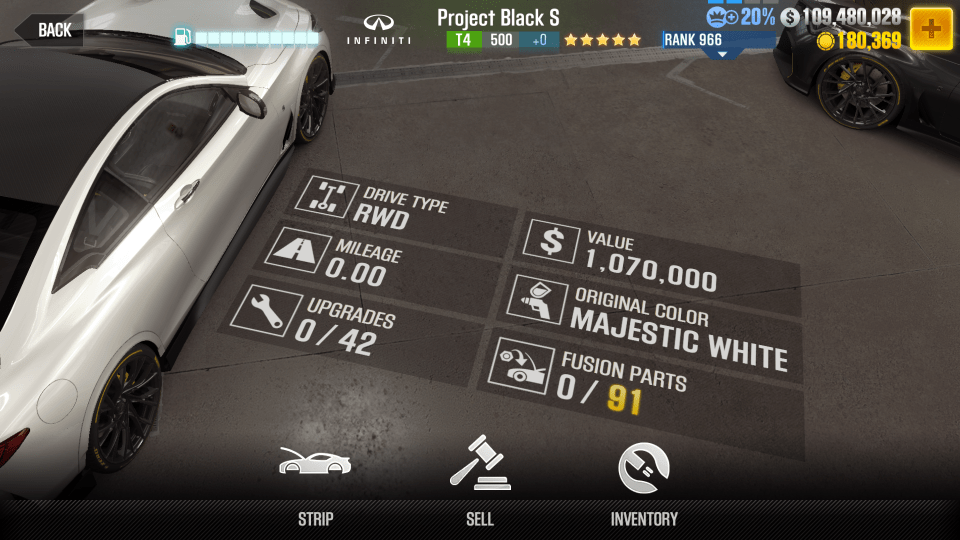 BACK
INFINITI
Project Black S
T4 500 +0
RANK 966
20%
$ 109,480,028
180,369
DRIVE TYPE
RWD
MILEAGE
0.00
UPGRADES
0 / 42
$ VALUE
1,070,000
ORIGINAL COLOR
MAJESTIC WHITE
FUSION PARTS
0 / 91
STRIP
SELL
INVENTORY